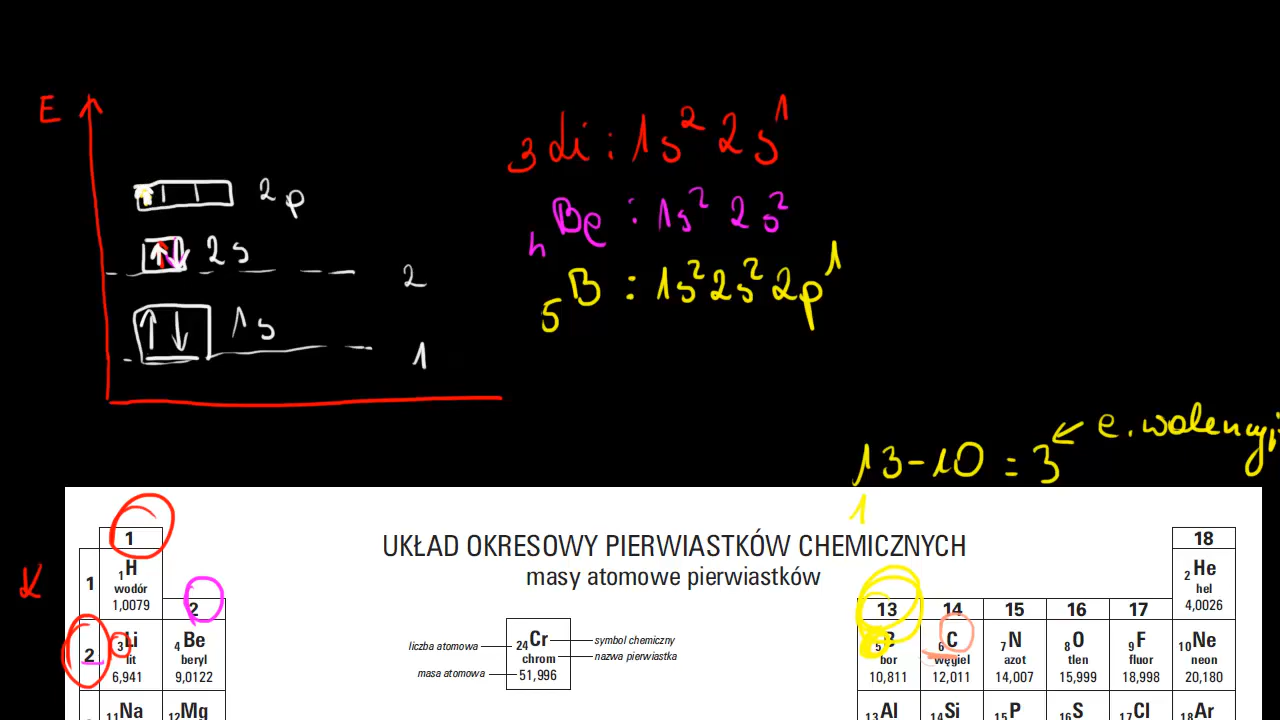 E
2p
2s
2
1s
1
3Li : 1s² 2s¹
4Be : 1s² 2s²
5B : 1s² 2s² 2p¹
13-10 = 3 ← e.
1
K
UKŁAD OKRESOWY PIERWIASTKÓW CHEMICZNYCH
masy atomowe pierwiastków
1
18
1
1H
wodór
1,0079
2He
hel
4,0026
2
13 14 15 16 17
2
3Li
lit
6,941
4Be
beryl
9,0122
liczba atomowa
masa atomowa
24Cr
chrom
51,996
symbol chemiczny
nazwa pierwiastka
5B
bor
10,811
6C
węgiel
12,011
7N
azot
14,007
8O
tlen
15,999
9F
fluor
18,998
10Ne
neon
20,180
11Na 12Mg 13Al 14Si 15P 16S 17Cl 18Ar